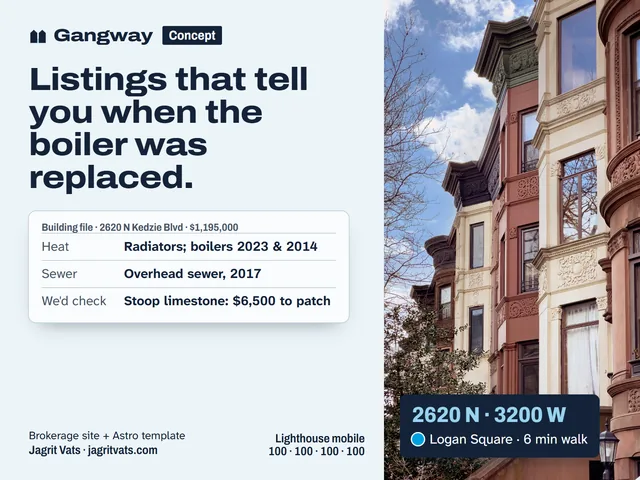 Gangway Concept
Listings that tell
you when the
boiler was
replaced.
Building file · 2620 N Kedzie Blvd · $1,195,000
Heat Radiators; boilers 2023 & 2014
Sewer Overhead sewer, 2017
We'd check Stoop limestone: $6,500 to patch
Brokerage site + Astro template
Jagrit Vats · jagritvats.com
Lighthouse mobile
100 · 100 · 100 · 100
2620 N · 3200 W
Logan Square · 6 min walk